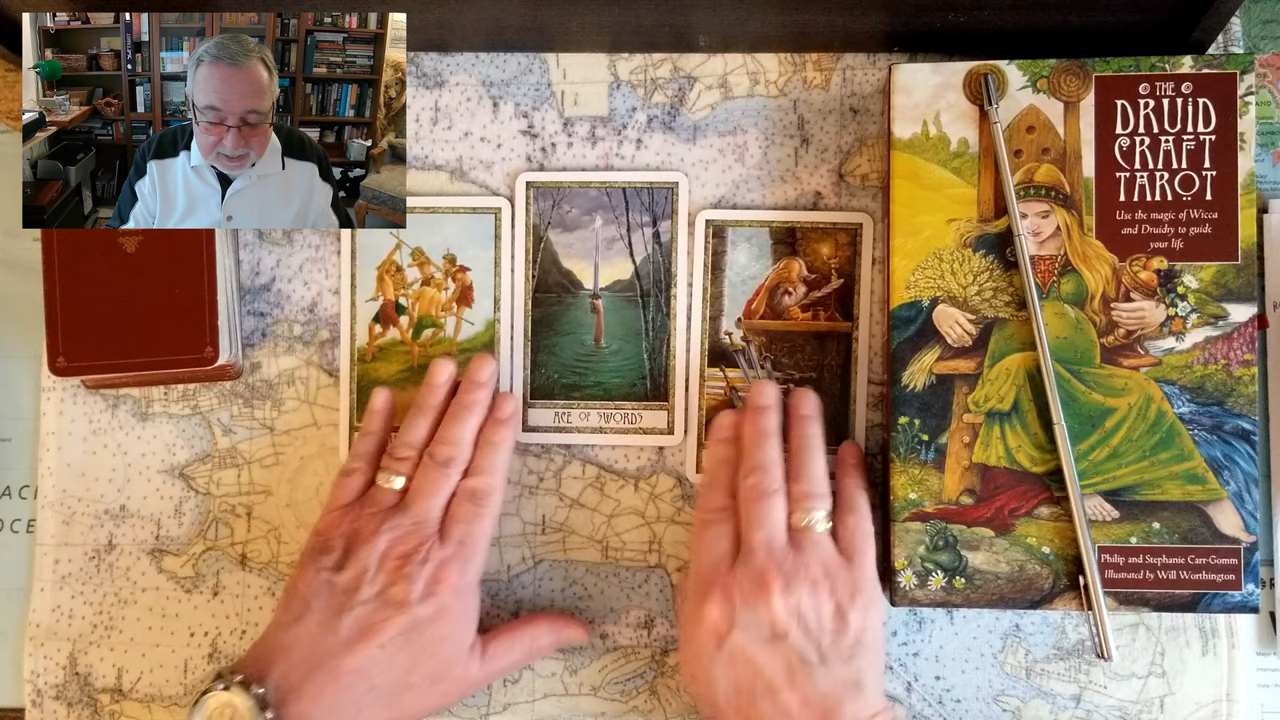 THE
DRUID
CRAFT
TAROT
Use the magic of Wicca
and Druidry to guide
your life
ACE OF SWORDS
Philip and Stephanie Carr-Gomm
Illustrated by Will Worthington